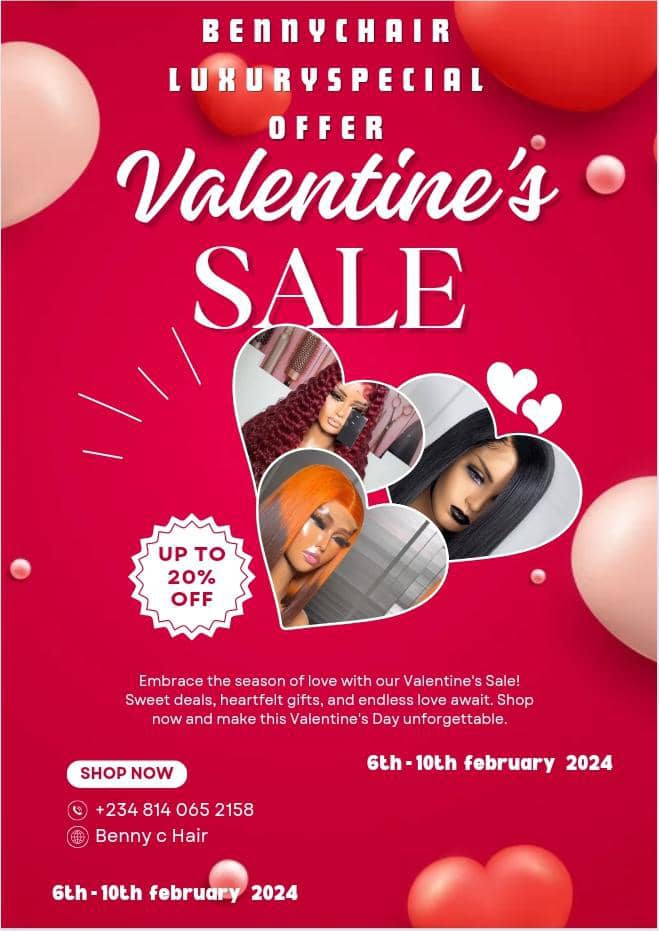 BENNYCHAIR
LUXURYSPECIAL
OFFER
Valentine's
SALE
UP TO
20%
OFF
Embrace the season of love with our Valentine's Sale!
Sweet deals, heartfelt gifts, and endless love await. Shop
now and make this Valentine's Day unforgettable.
6th-10th february 2024
SHOP NOW
+234 814 065 2158
Benny c Hair
6th-10th february 2024